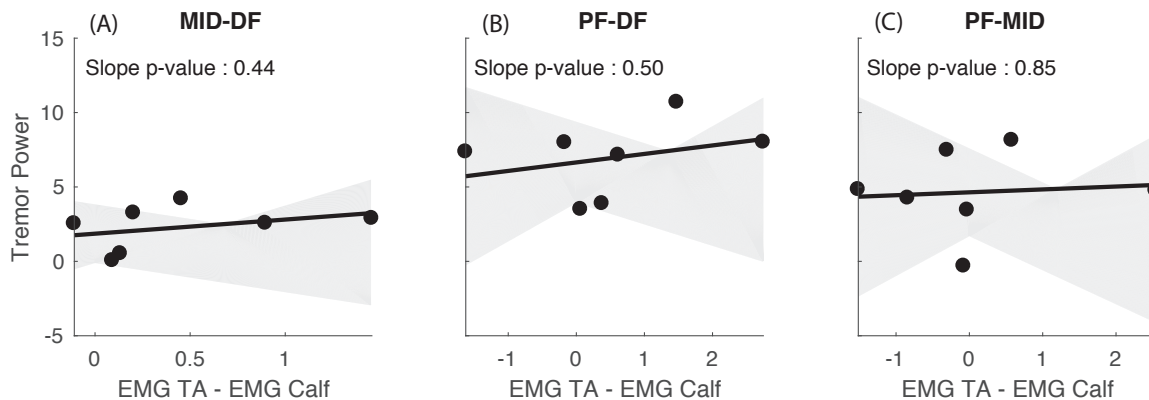 (A) MID-DF
(B) PF-DF
(C) PF-MID
Slope p-value : 0.44
Slope p-value : 0.50
Slope p-value : 0.85
Tremor Power
15
10
5
0
-5
0 0.5 1
-1 0 1 2
-1 0 1 2
EMG TA - EMG Calf
EMG TA - EMG Calf
EMG TA - EMG Calf